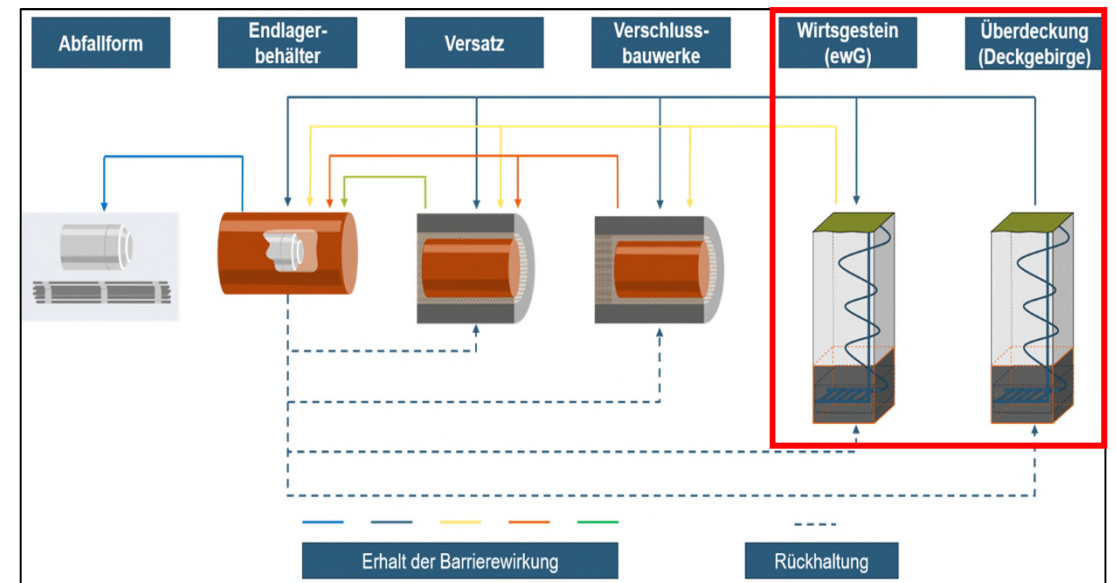 Abfallform
Endlager-
behälter
Versatz
Verschluss-
bauwerke
Wirtsgestein
(ewG)
Überdeckung
(Deckgebirge)
Erhalt der Barrierewirkung
Rückhaltung